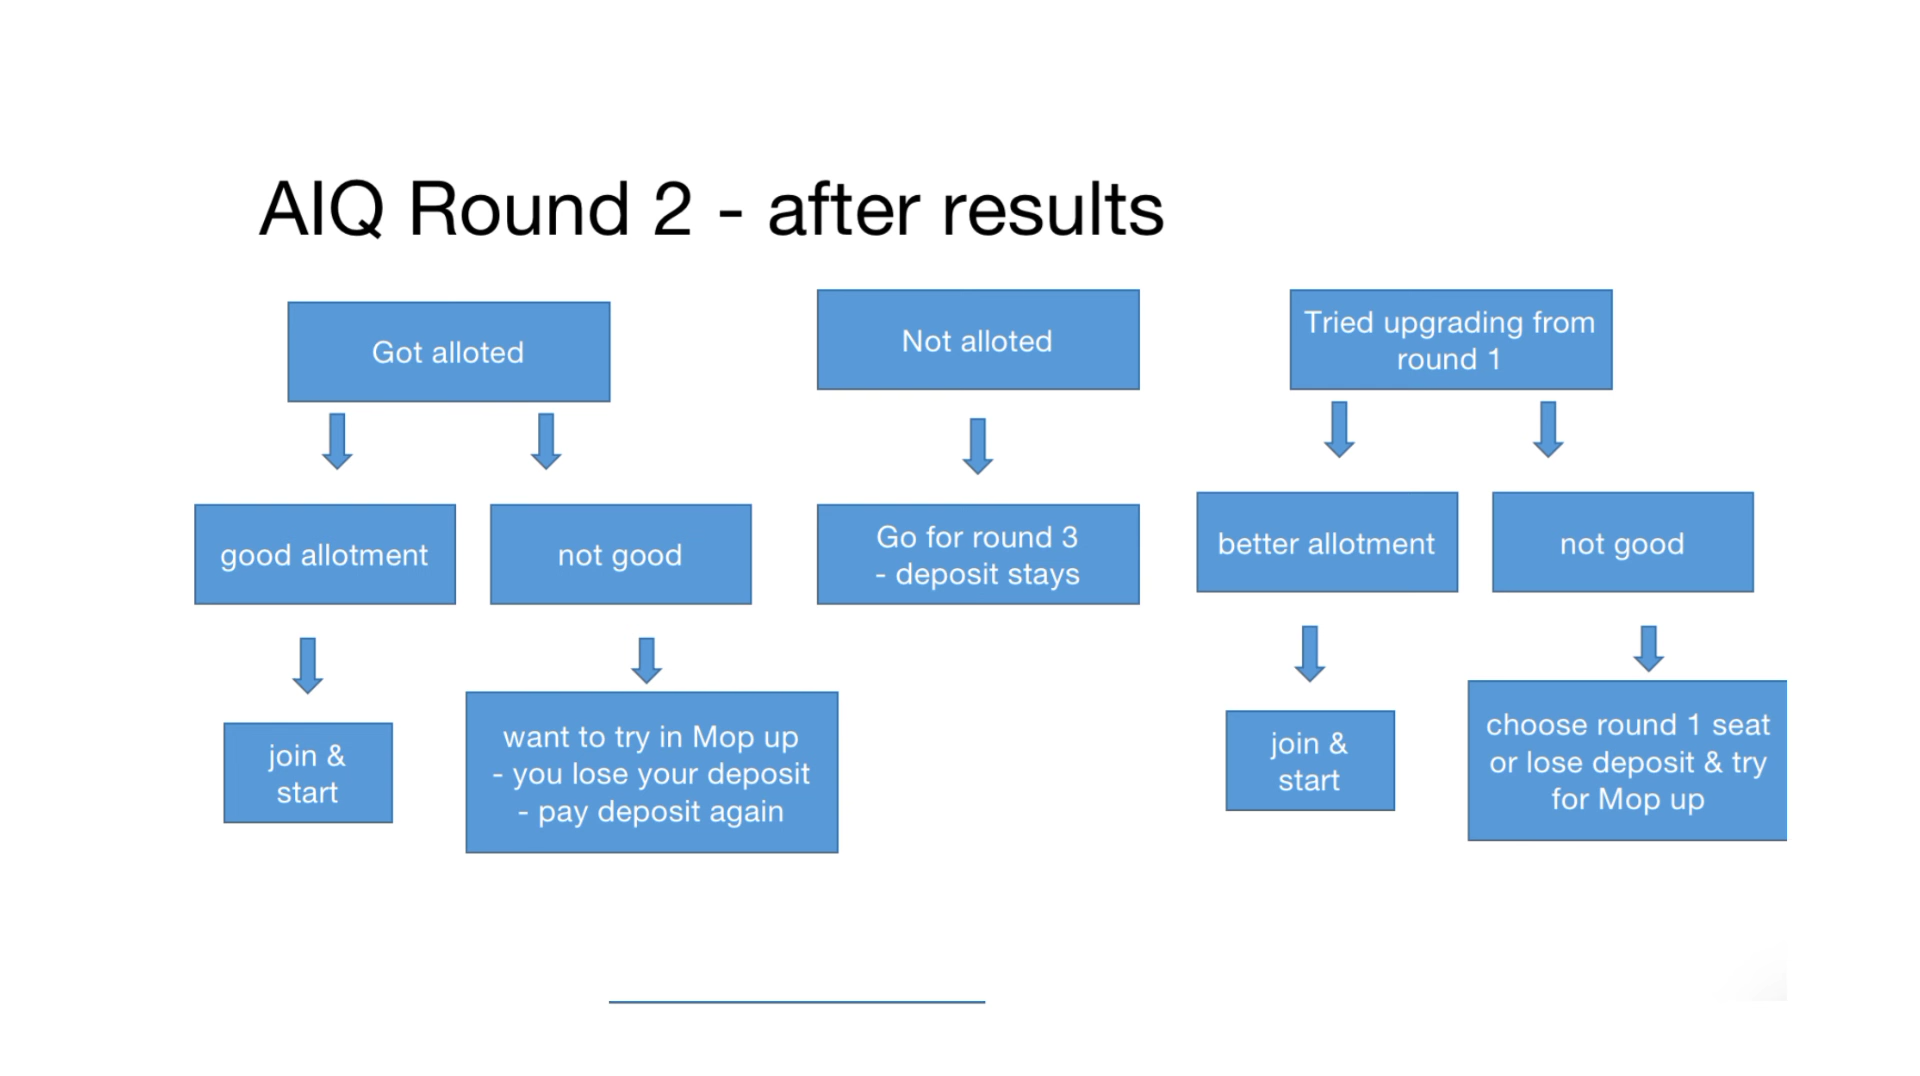 AIQ Round 2 - after results
Got alloted
good allotment
not good
join &
start
want to try in Mop up
- you lose your deposit
- pay deposit again
Not alloted
Go for round 3
- deposit stays
Tried upgrading from
round 1
better allotment
not good
join &
start
choose round 1 seat
or lose deposit & try
for Mop up